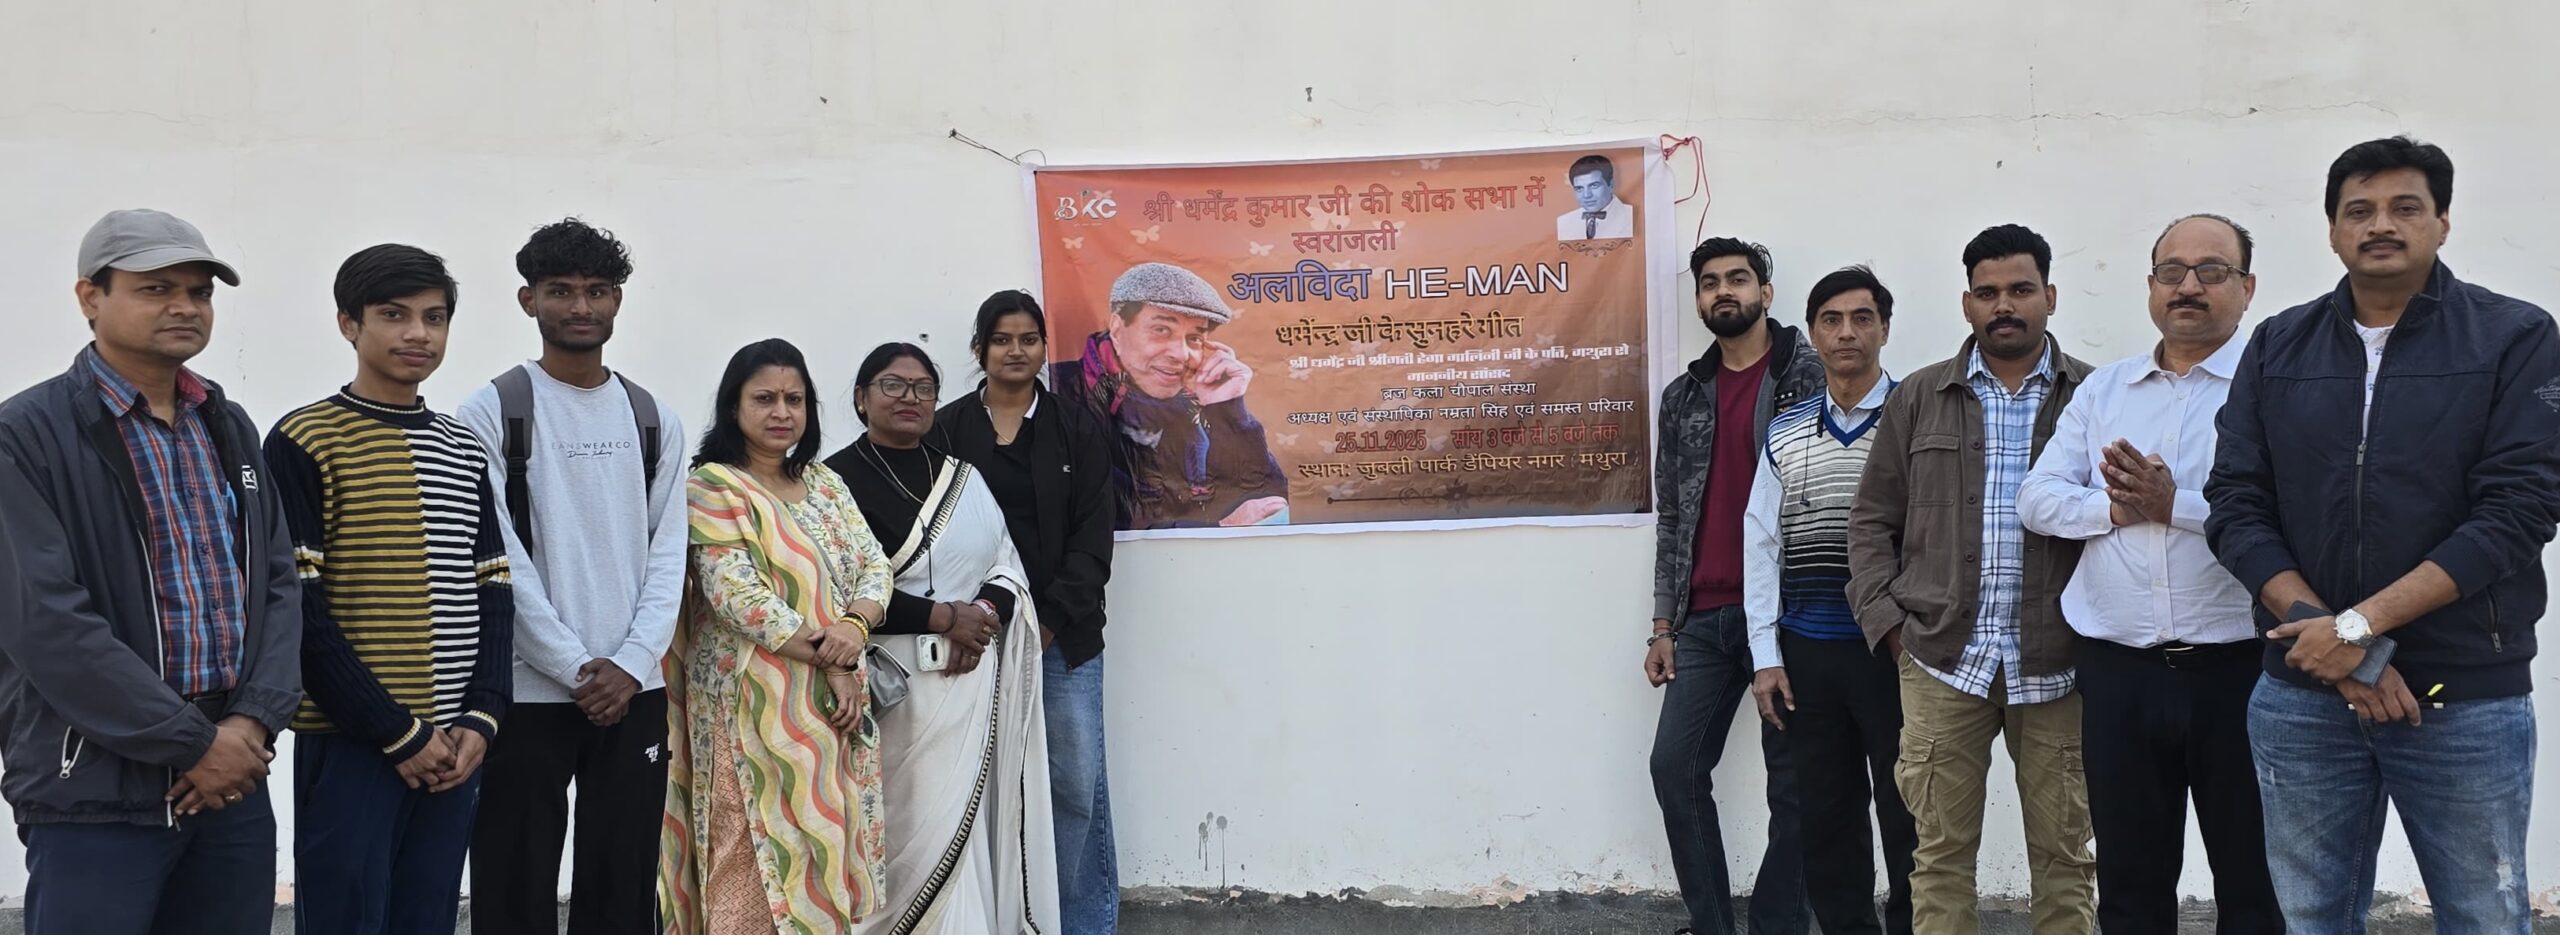 BKC
श्री धर्मेंद्र कुमार जी की शोक सभा में
स्वरांजली
अलविदा HE-MAN
धर्मेन्द्र जी के सुनहरे गीत
श्री धर्मेंद्र जी श्रीमती हेमा मालिनी जी के पति, मथुरा से
माननीय सांसद
ब्रज कला चौपाल संस्था
अध्यक्ष एवं संस्थापिका नम्रता सिंह एवं समस्त परिवार
25.11.2025 सांय 3 बजे से 5 बजे तक
स्थान: जुबली पार्क डैंपियर नगर मथुरा
EANSWEARCO